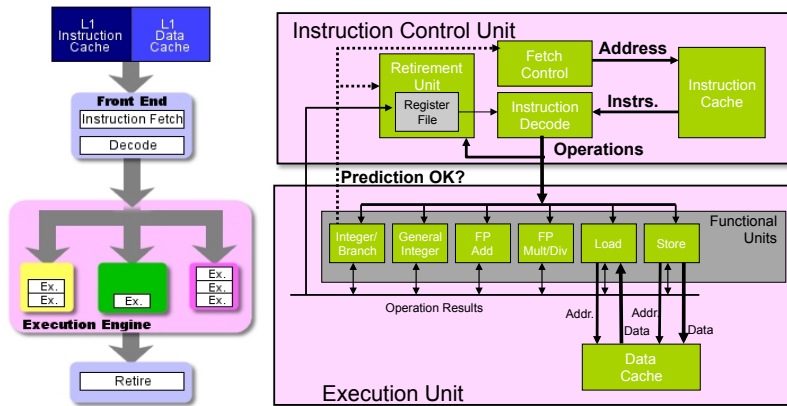 L1
Instruction
Cache
L1
Data
Cache
Front End
Instruction Fetch
Decode
Ex.
Ex.
Ex.
Ex.
Ex.
Ex.
Execution Engine
Retire
Instruction Control Unit
Retirement
Unit
Register
File
Fetch
Control
Address
Instruction
Cache
Instruction
Decode
Instrs.
Operations
Prediction OK?
Functional
Units
Integer/
Branch
General
Integer
FP
Add
FP
Mult/Div
Load
Store
Operation Results
Addr.
Data
Addr.
Data
Data
Cache
Execution Unit